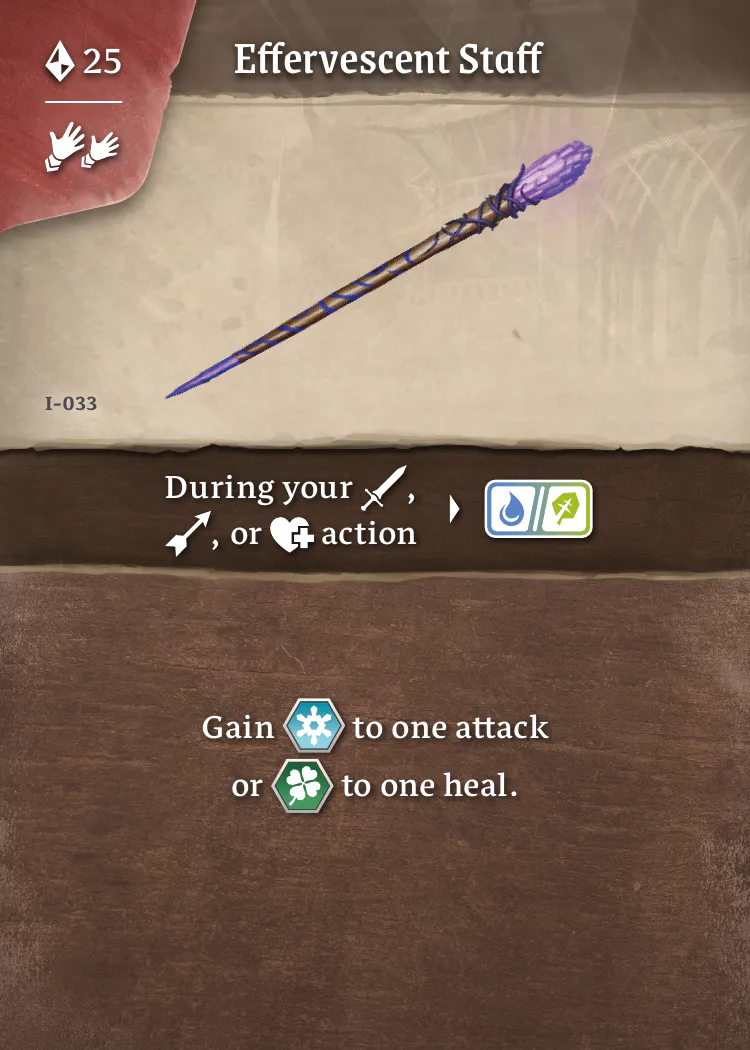 25
Effervescent Staff
I-033
During your ,
, or action
Gain to one attack
or to one heal.